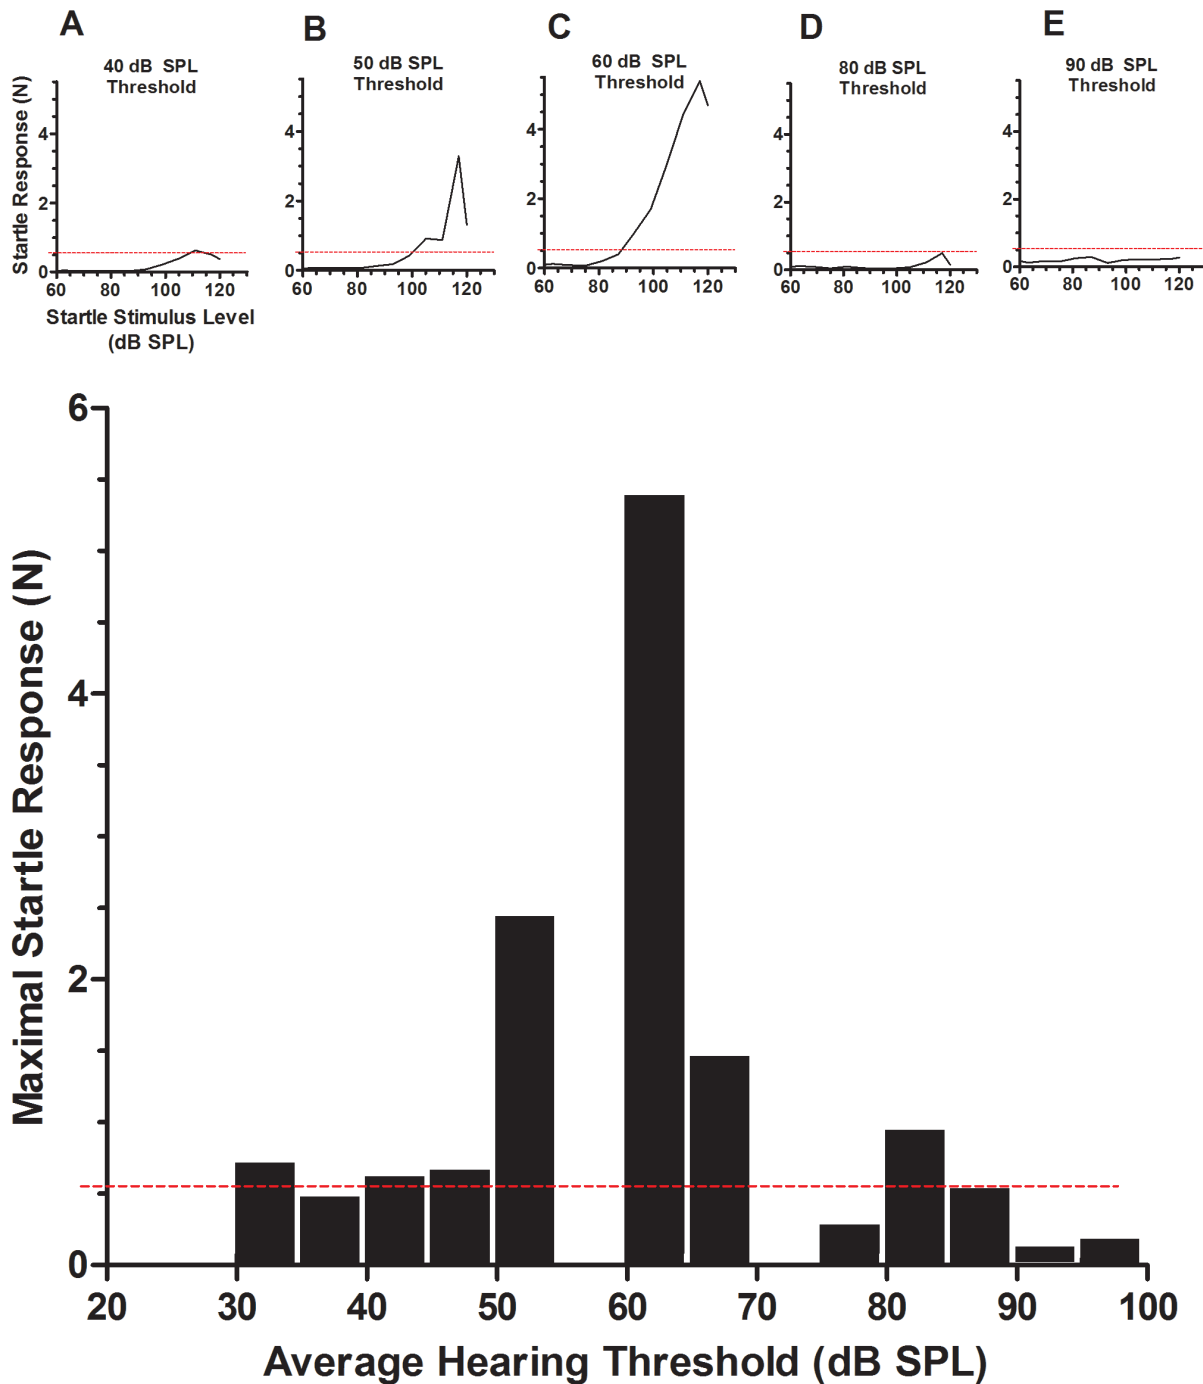 A
B
C
D
E
40 dB SPL
Threshold
50 dB SPL
Threshold
60 dB SPL
Threshold
80 dB SPL
Threshold
90 dB SPL
Threshold
Startle Response (N)
4
2
0
60 80 100 120
4
2
0
60 80 100 120
4
2
0
60 80 100 120
4
2
0
60 80 100 120
4
2
0
60 80 100 120
Startle Stimulus Level
(dB SPL)
Maximal Startle Response (N)
6
4
2
0
20 30 40 50 60 70 80 90 100
Average Hearing Threshold (dB SPL)